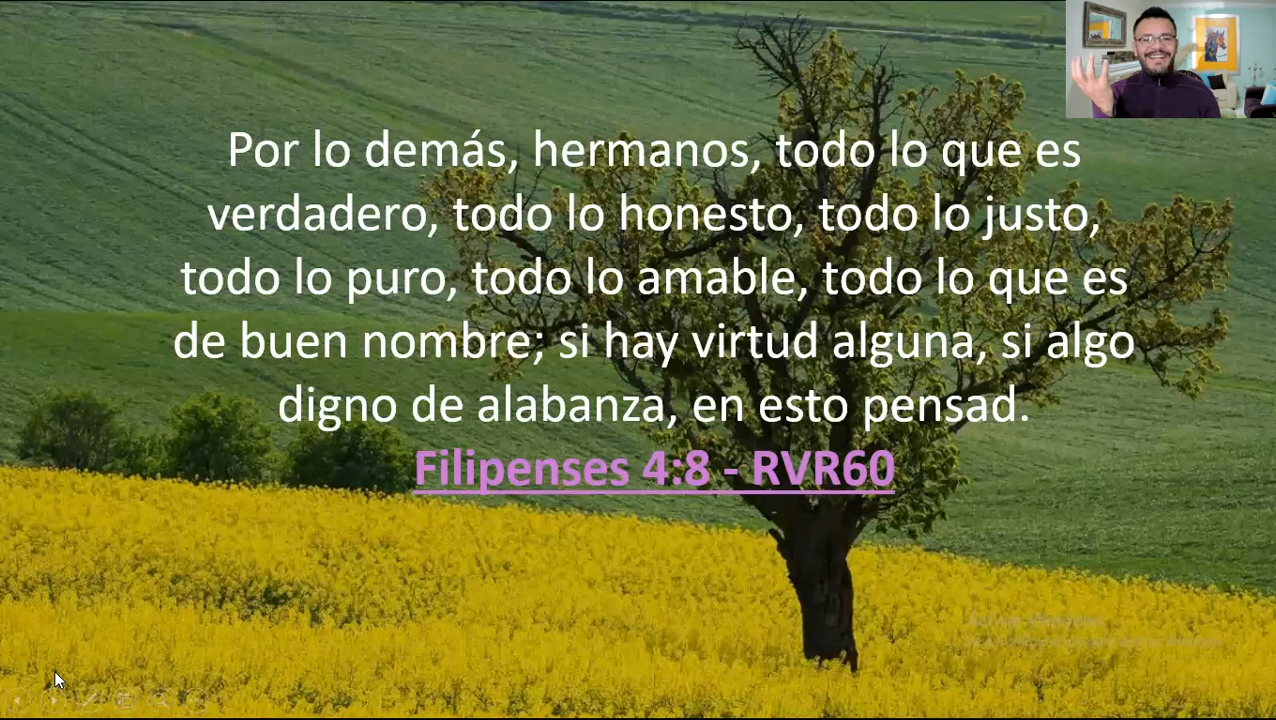 Por lo demás, hermanos, todo lo que es
verdadero, todo lo honesto, todo lo justo,
todo lo puro, todo lo amable, todo lo que es
de buen nombre; si hay virtud alguna, si algo
digno de alabanza, en esto pensad.
Filipenses 4:8 - RVR60